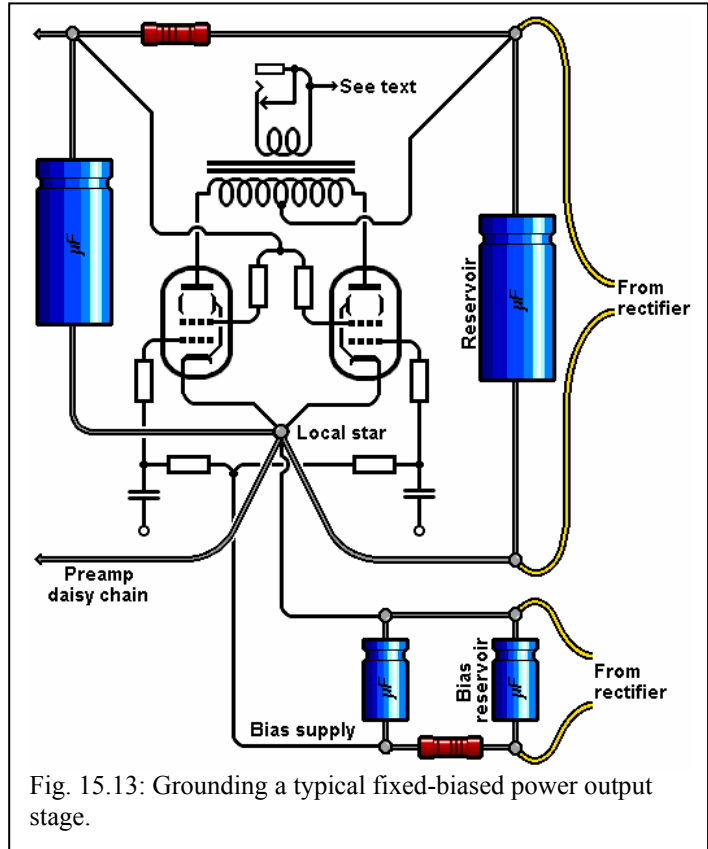 See text
µF
Reservoir
µF
From
rectifier
Local star
Preamp
daisy chain
µF
Bias
reservoir
µF
From
rectifier
Bias supply
Fig. 15.13: Grounding a typical fixed-biased power output
stage.